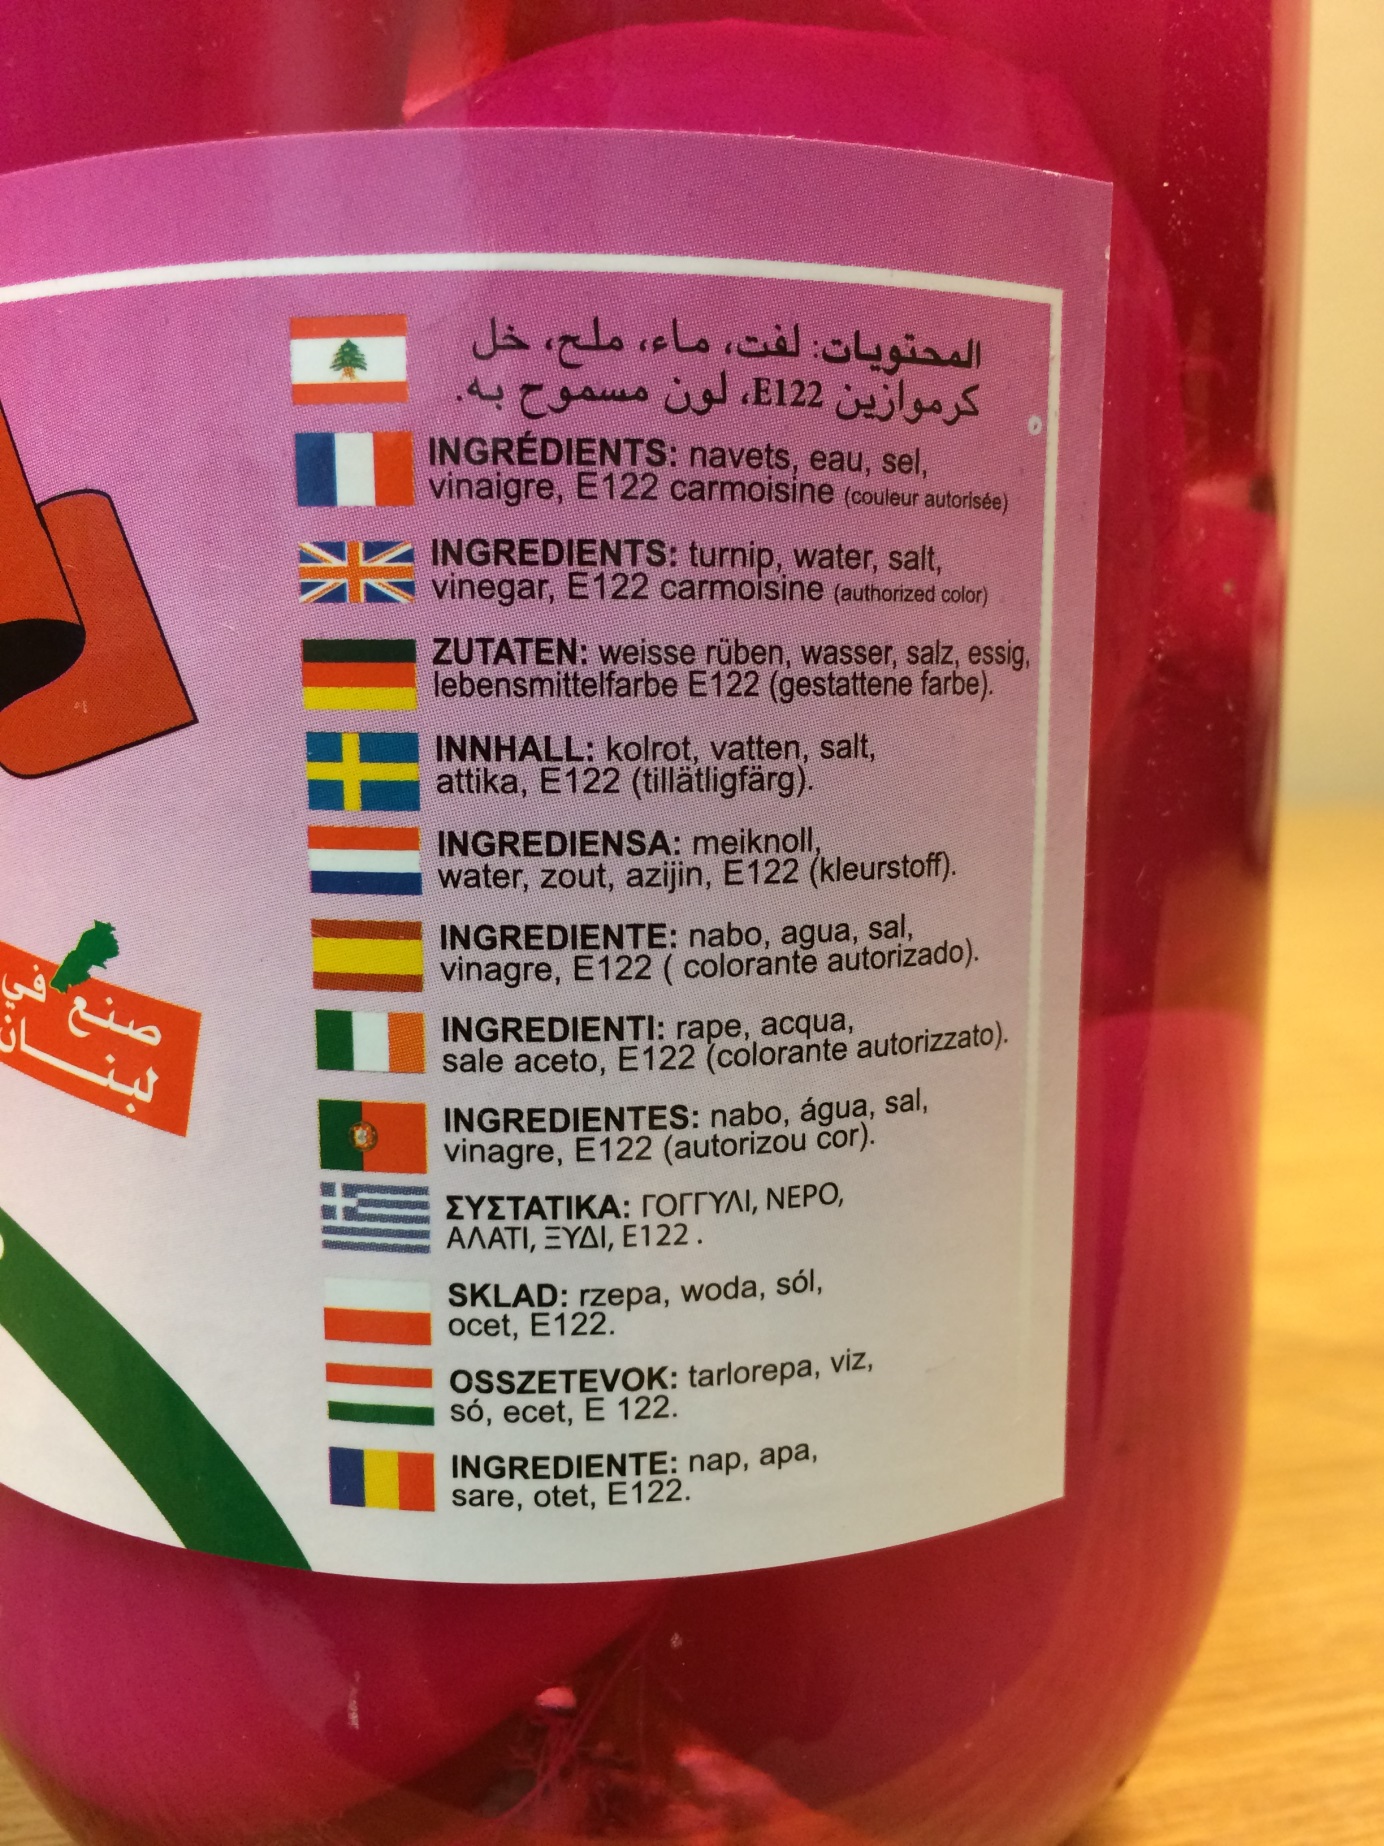 المحتويات: لفت، ماء، ملح، خل
كرموازين E122، لون مسموح به.
INGRÉDIENTS: navets, eau, sel,
vinaigre, E122 carmoisine (couleur autorisée)
INGREDIENTS: turnip, water, salt,
vinegar, E122 carmoisine (authorized color)
ZUTATEN: weisse rüben, wasser, salz, essig,
lebensmittelfarbe E122 (gestattene farbe).
INNHALL: kolrot, vatten, salt,
attika, E122 (tillätligfärg).
INGREDIENSA: meiknoll,
water, zout, azijin, E122 (kleurstoff).
INGREDIENTE: nabo, agua, sal,
vinagre, E122 ( colorante autorizado).
INGREDIENTI: rape, acqua,
sale aceto, E122 (colorante autorizzato).
INGREDIENTES: nabo, água, sal,
vinagre, E122 (autorizou cor).
ΣΥΣΤΑΤΙΚΑ: ΓΟΓΓΥΛΙ, ΝΕΡΟ,
ΑΛΑΤΙ, ΞΥΔΙ, Ε122 .
SKLAD: rzepa, woda, sól,
ocet, E122.
OSSZETEVOK: tarlorepa, viz,
só, ecet, E 122.
INGREDIENTE: nap, apa,
sare, otet, E122.
صنع في
لبنان